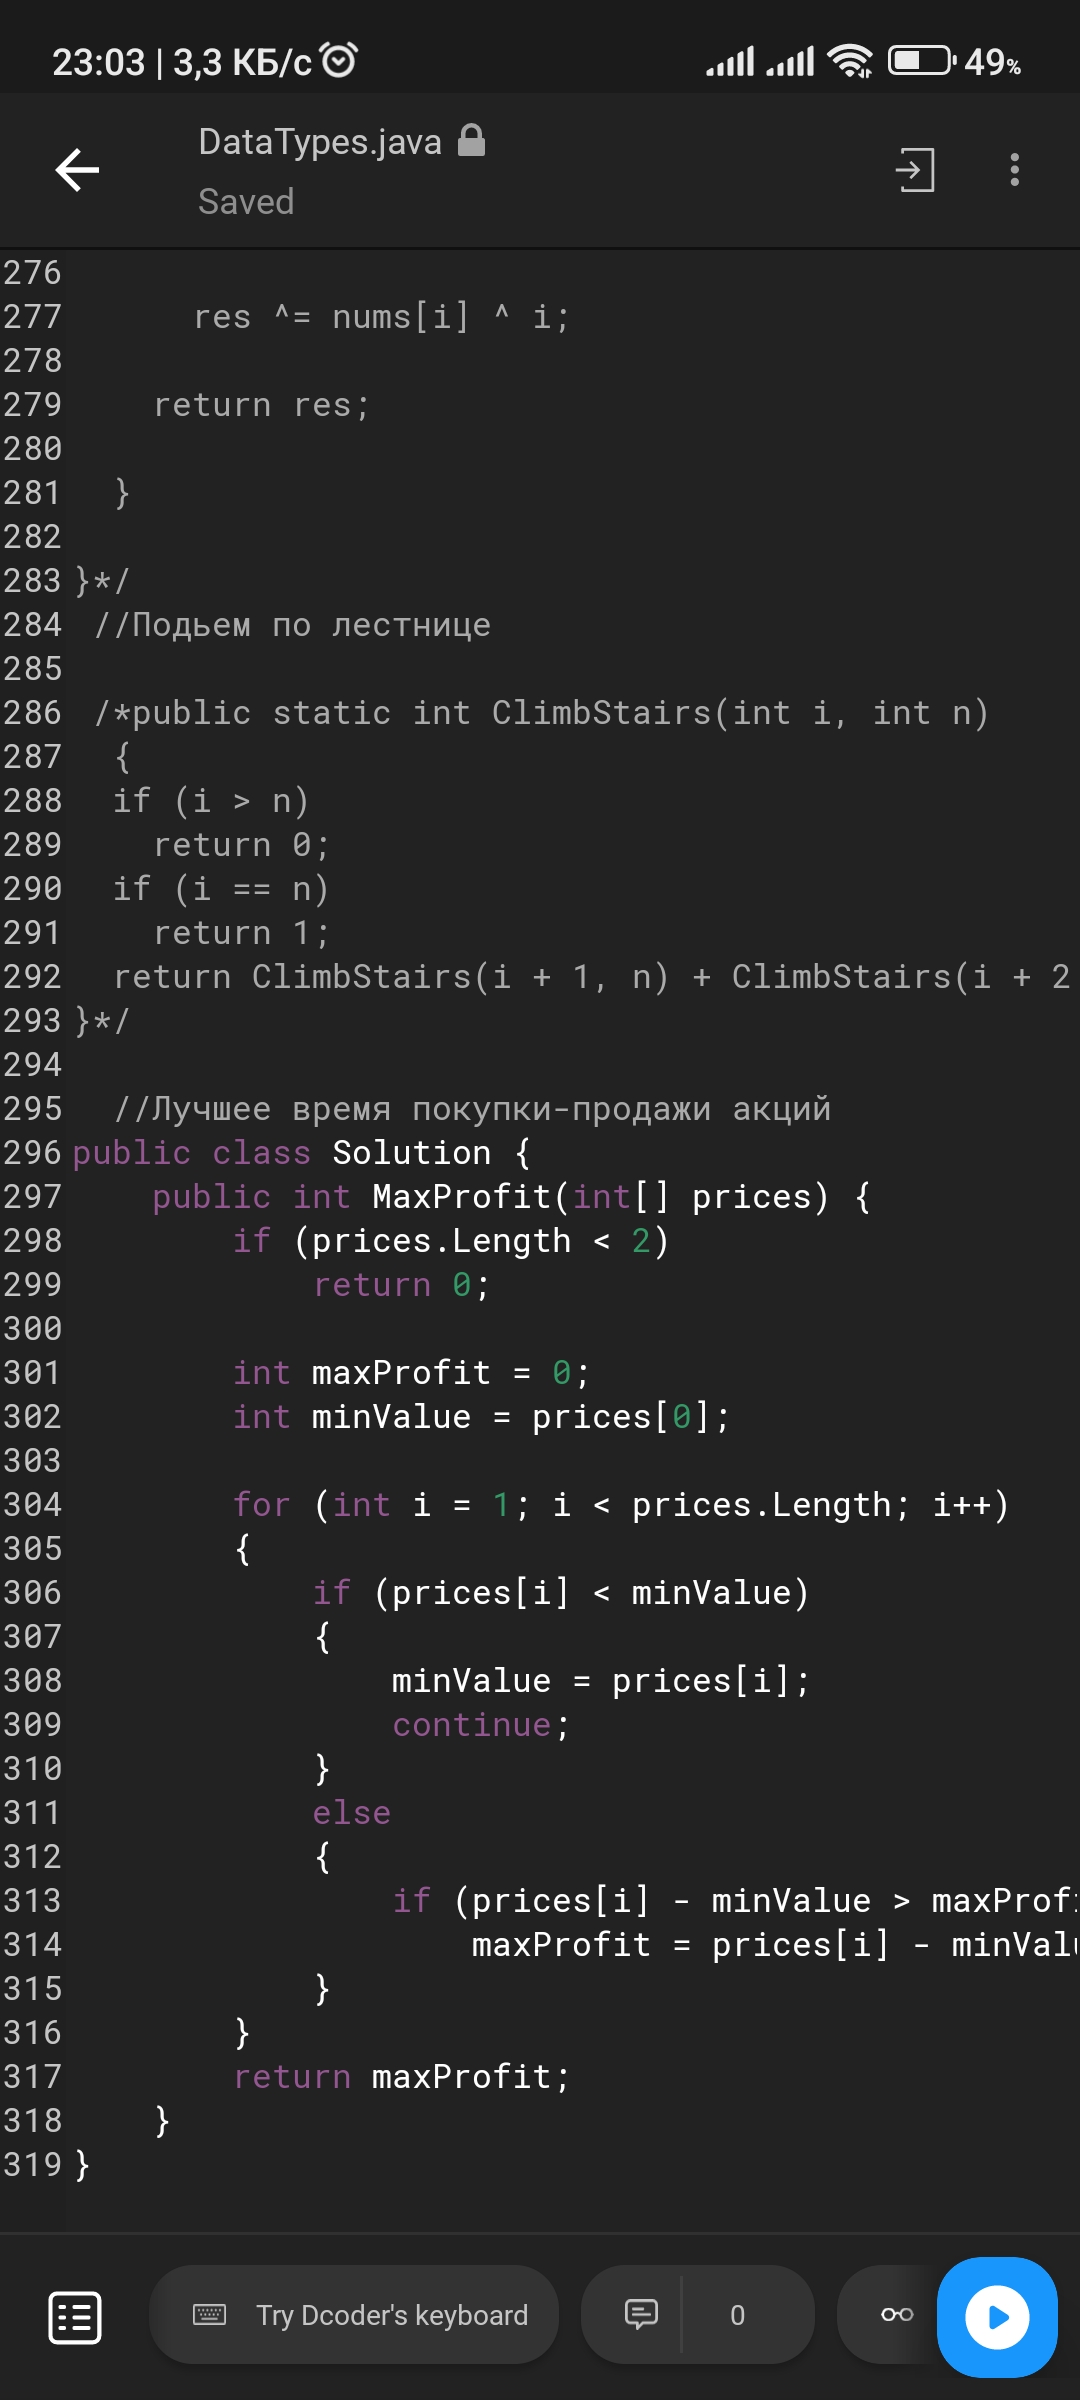 23:03 | 3,3 КБ/с 49%
DataTypes.java
Saved
276
277 res ^= nums[i] ^ i;
278
279 return res;
280
281 }
282
283 }*/
284 //Подьем по лестнице
285
286 /*public static int ClimbStairs(int i, int n)
287 {
288 if (i > n)
289 return 0;
290 if (i == n)
291 return 1;
292 return ClimbStairs(i + 1, n) + ClimbStairs(i + 2
293 }*/
294
295 //Лучшее время покупки-продажи акций
296 public class Solution {
297 public int MaxProfit(int[] prices) {
298 if (prices.Length < 2)
299 return 0;
300
301 int maxProfit = 0;
302 int minValue = prices[0];
303
304 for (int i = 1; i < prices.Length; i++)
305 {
306 if (prices[i] < minValue)
307 {
308 minValue = prices[i];
309 continue;
310 }
311 else
312 {
313 if (prices[i] - minValue > maxProfi
314 maxProfit = prices[i] - minValu
315 }
316 }
317 return maxProfit;
318 }
319 }
Try Dcoder's keyboard 0